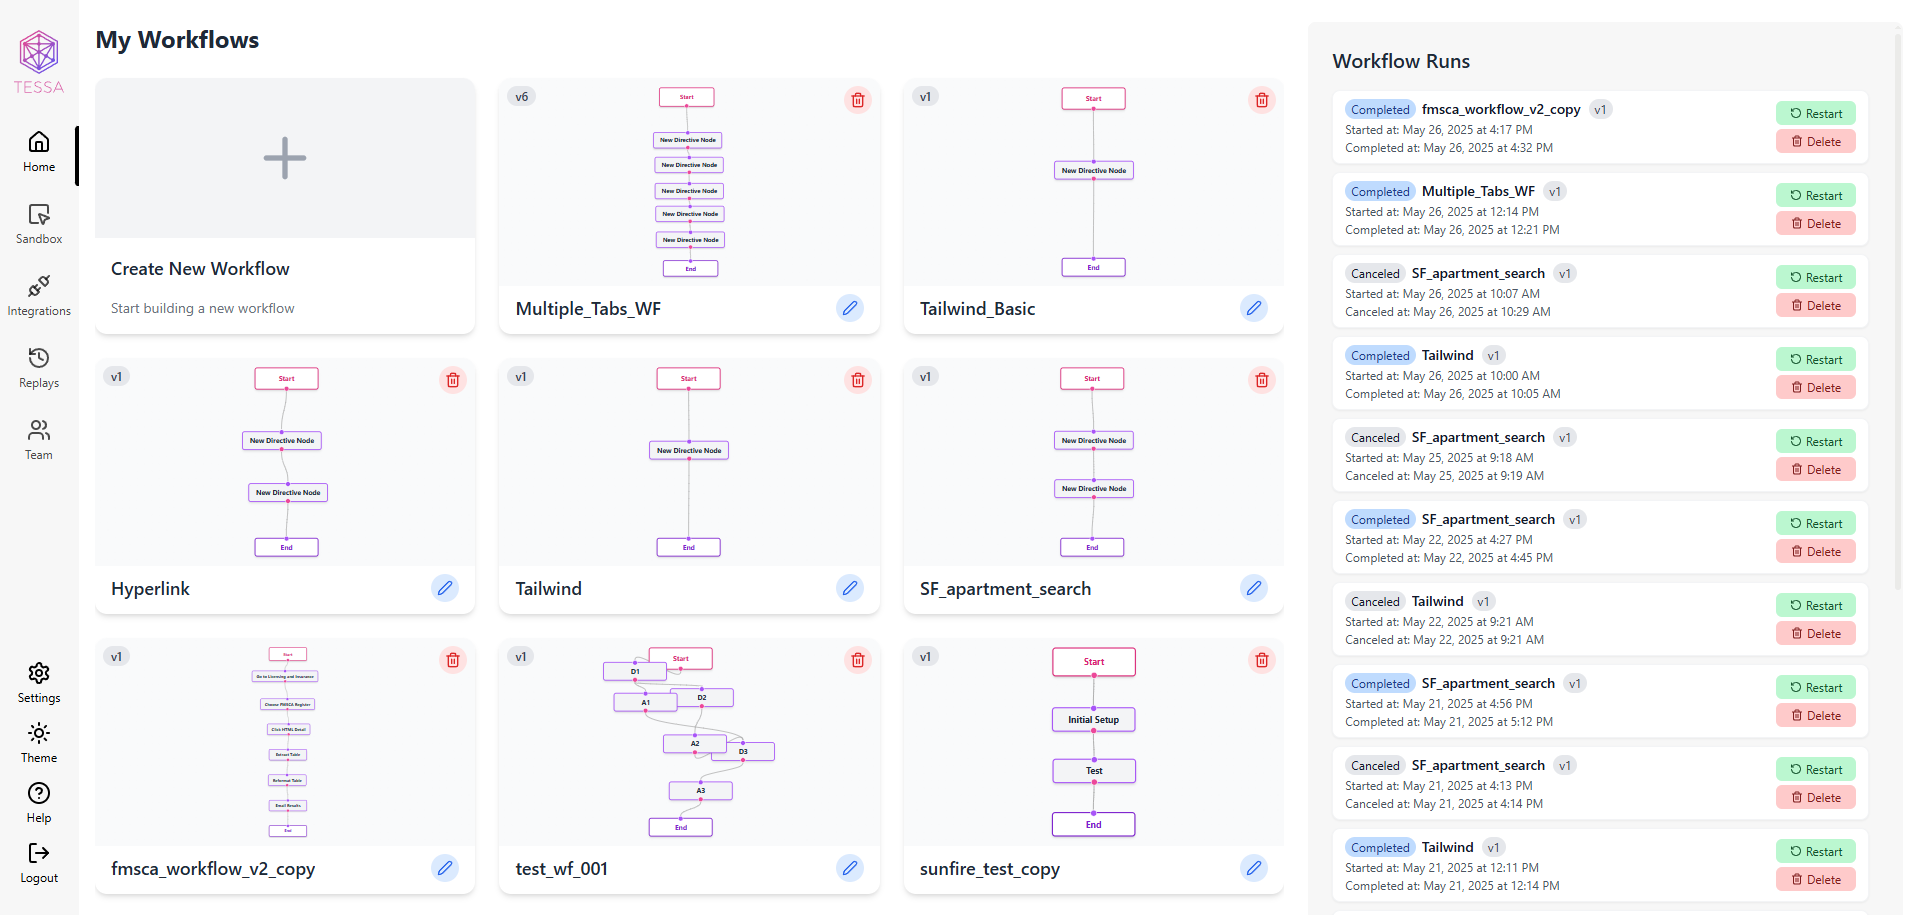 TESSA
Home
Sandbox
Integrations
Replays
Team
Settings
Theme
Help
Logout
My Workflows
Create New Workflow
Start building a new workflow
v6
Start
New Directive Node
New Directive Node
New Directive Node
New Directive Node
New Directive Node
End
Multiple_Tabs_WF
v1
Start
New Directive Node
End
Tailwind_Basic
v1
Start
New Directive Node
New Directive Node
End
Hyperlink
v1
Start
New Directive Node
End
Tailwind
v1
Start
New Directive Node
New Directive Node
End
SF_apartment_search
v1
Start
Go to Licensing and Insurance
Choose FMSCA Register
Click HTML Detail
Extract Table
Reformat Table
Email Results
End
fmsca_workflow_v2_copy
v1
Start
D1
D2
A1
A2
D3
A3
End
test_wf_001
v1
Start
Initial Setup
Test
End
sunfire_test_copy
Workflow Runs
Completed fmsca_workflow_v2_copy v1
Started at: May 26, 2025 at 4:17 PM
Completed at: May 26, 2025 at 4:32 PM
Restart
Delete
Completed Multiple_Tabs_WF v1
Started at: May 26, 2025 at 12:14 PM
Completed at: May 26, 2025 at 12:21 PM
Restart
Delete
Canceled SF_apartment_search v1
Started at: May 26, 2025 at 10:07 AM
Canceled at: May 26, 2025 at 10:29 AM
Restart
Delete
Completed Tailwind v1
Started at: May 26, 2025 at 10:00 AM
Completed at: May 26, 2025 at 10:05 AM
Restart
Delete
Canceled SF_apartment_search v1
Started at: May 25, 2025 at 9:18 AM
Canceled at: May 25, 2025 at 9:19 AM
Restart
Delete
Completed SF_apartment_search v1
Started at: May 22, 2025 at 4:27 PM
Completed at: May 22, 2025 at 4:45 PM
Restart
Delete
Canceled Tailwind v1
Started at: May 22, 2025 at 9:21 AM
Canceled at: May 22, 2025 at 9:21 AM
Restart
Delete
Completed SF_apartment_search v1
Started at: May 21, 2025 at 4:56 PM
Completed at: May 21, 2025 at 5:12 PM
Restart
Delete
Canceled SF_apartment_search v1
Started at: May 21, 2025 at 4:13 PM
Canceled at: May 21, 2025 at 4:14 PM
Restart
Delete
Completed Tailwind v1
Started at: May 21, 2025 at 12:11 PM
Completed at: May 21, 2025 at 12:14 PM
Restart
Delete